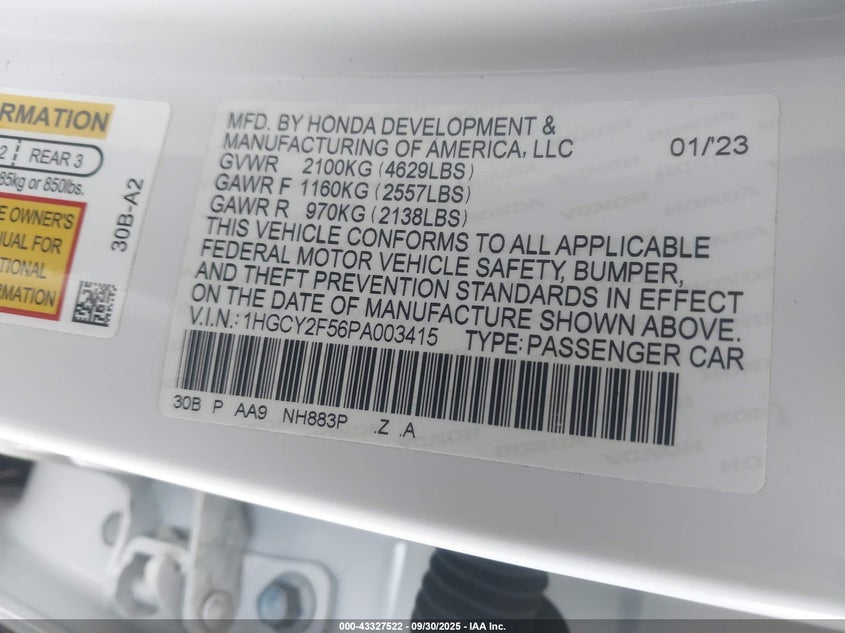 RMATION
2 REAR 3
85kg or 850lbs.
E OWNER'S
NUAL FOR
TIONAL
RMATION
30B-A2
MFD. BY HONDA DEVELOPMENT &
MANUFACTURING OF AMERICA, LLC 01/'23
GVWR 2100KG (4629LBS)
GAWR F 1160KG (2557LBS)
GAWR R 970KG (2138LBS)
THIS VEHICLE CONFORMS TO ALL APPLICABLE
FEDERAL MOTOR VEHICLE SAFETY, BUMPER,
AND THEFT PREVENTION STANDARDS IN EFFECT
ON THE DATE OF MANUFACTURE SHOWN ABOVE.
V.I.N.: 1HGCY2F56PA003415 TYPE: PASSENGER CAR
30B P AA9 NH883P .Z .A
000-43327522 - 09/30/2025 - IAA Inc.